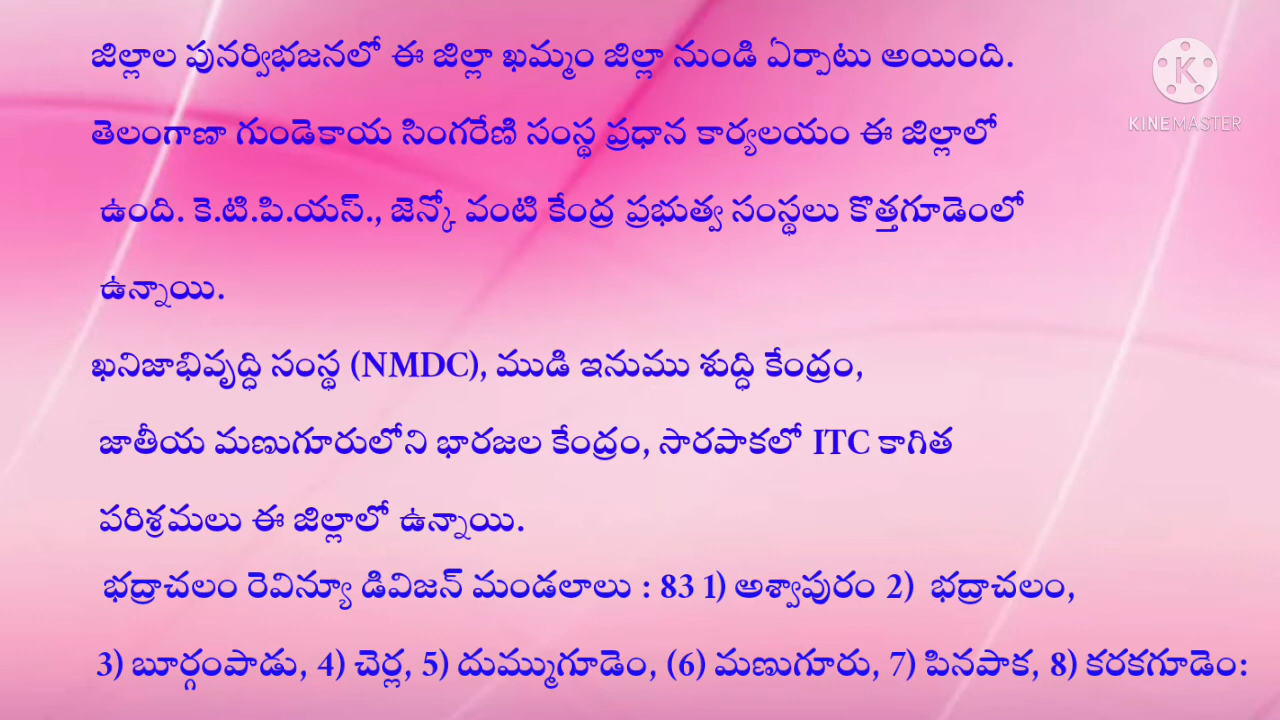 జిల్లాల పునర్విభజనలో ఈ జిల్లా ఖమ్మం జిల్లా నుండి ఏర్పాటు అయింది.
తెలంగాణా గుండెకాయ సింగరేణి సంస్థ ప్రధాన కార్యలయం ఈ జిల్లాలో
ఉంది. కె.టి.పి.యస్., జెన్కో వంటి కేంద్ర ప్రభుత్వ సంస్థలు కొత్తగూడెంలో
ఉన్నాయి.
ఖనిజాభివృద్ధి సంస్థ (NMDC), ముడి ఇనుము శుద్ధి కేంద్రం,
జాతీయ మణుగూరులోని భారజల కేంద్రం, సారపాకలో ITC కాగిత
పరిశ్రమలు ఈ జిల్లాలో ఉన్నాయి.
భద్రాచలం రెవిన్యూ డివిజన్ మండలాలు : 83 1) అశ్వాపురం 2) భద్రాచలం,
3) బూర్గంపాడు, 4) చెర్ల, 5) దుమ్ముగూడెం, (6) మణుగూరు, 7) పినపాక, 8) కరకగూడెం:
K
KINEMASTER